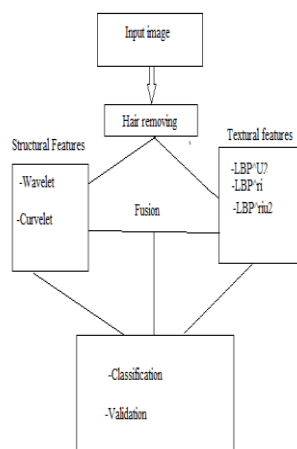 Input image
Hair removing
Structural Features
Textural features
-Wavelet
-Curvelet
-LBP^U2
-LBP^ri
-LBP^riu2
Fusion
-Classification
-Validation